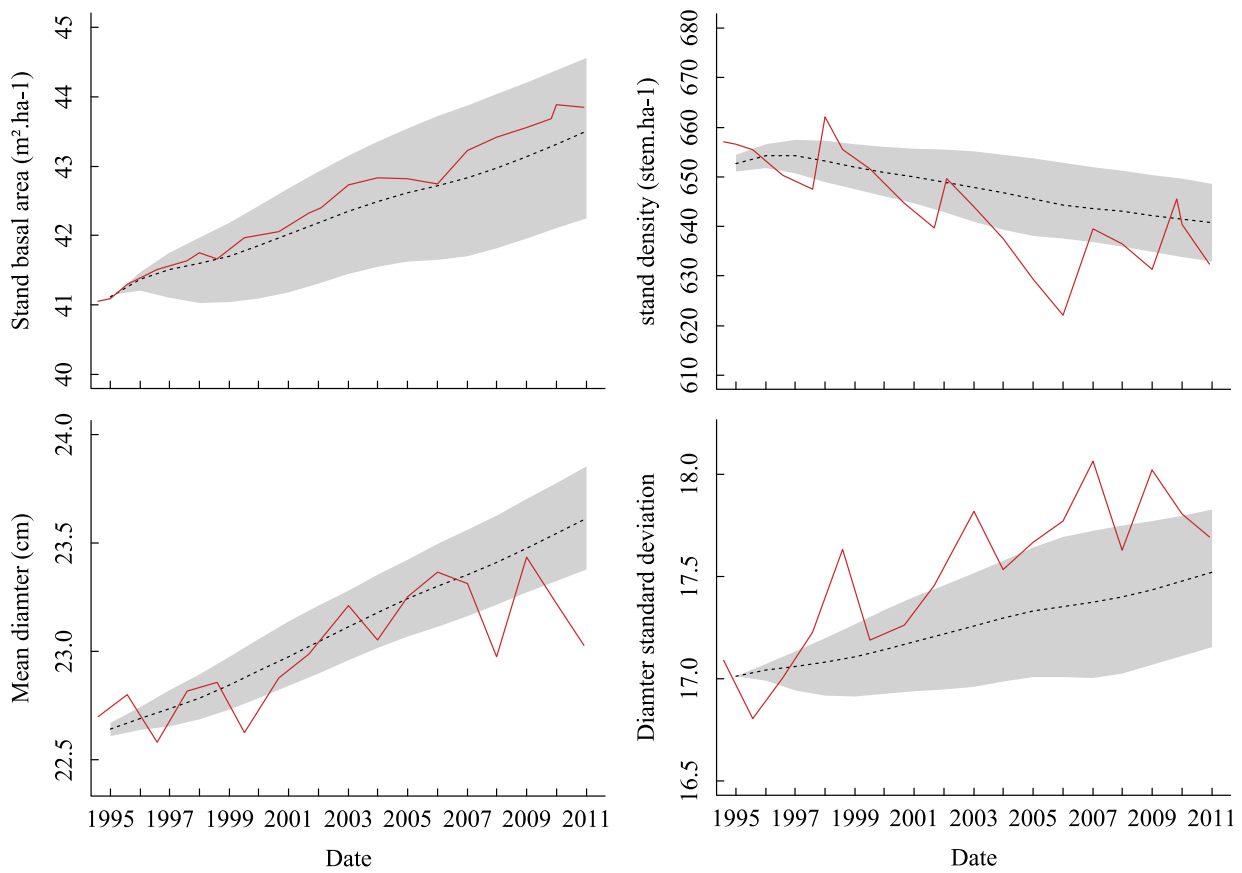 Stand basal area (m².ha-1)
45
44
43
42
41
40
stand density (stem.ha-1)
680
670
660
650
640
630
620
610
Mean diamter (cm)
24.0
23.5
23.0
22.5
1995 1997 1999 2001 2003 2005 2007 2009 2011
Date
Diamter standard deviation
18.0
17.5
17.0
16.5
1995 1997 1999 2001 2003 2005 2007 2009 2011
Date